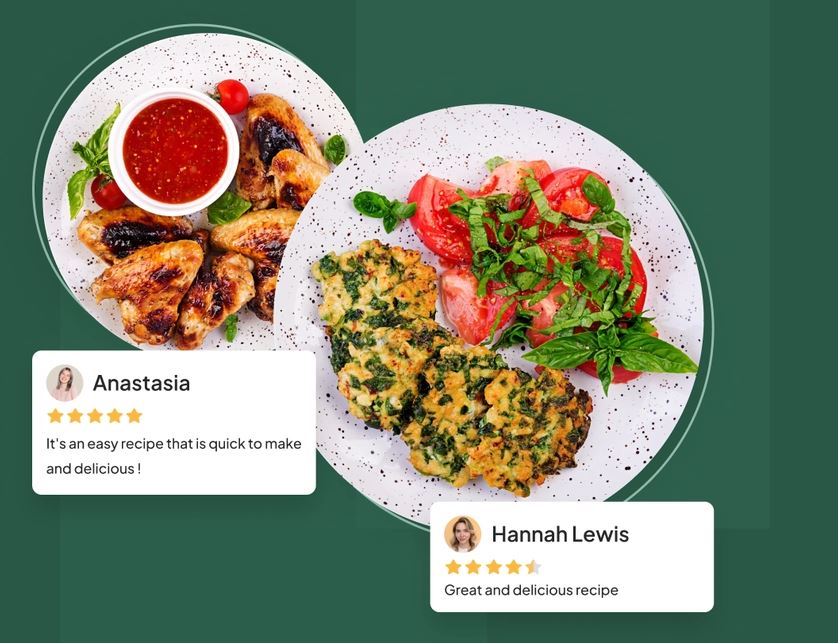 Anastasia
It's an easy recipe that is quick to make
and delicious !
Hannah Lewis
Great and delicious recipe